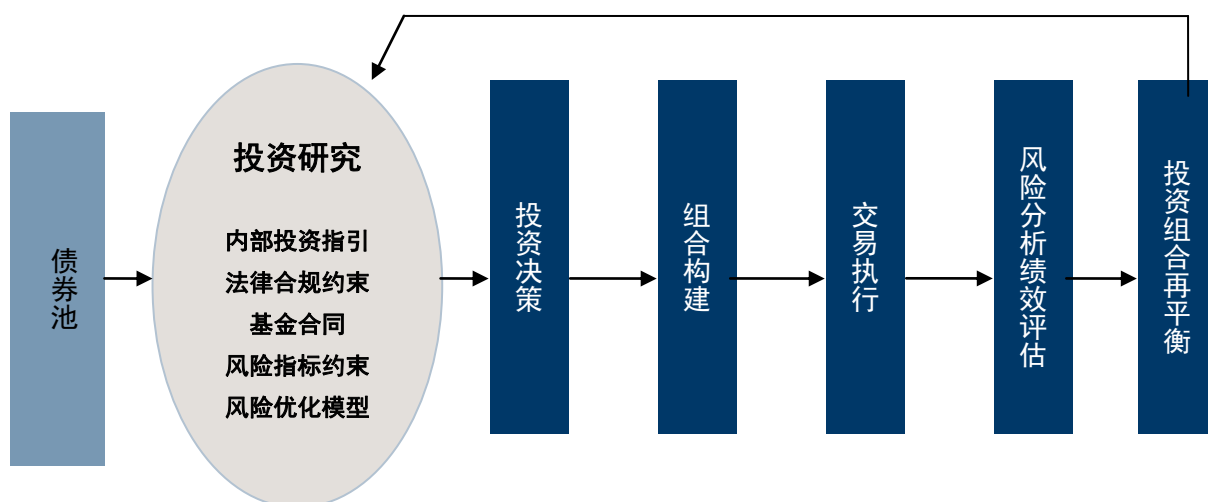 债券池
投资研究
内部投资指引
法律合规约束
基金合同
风险指标约束
风险优化模型
投资决策
组合构建
交易执行
风险分析绩效评估
投资组合再平衡